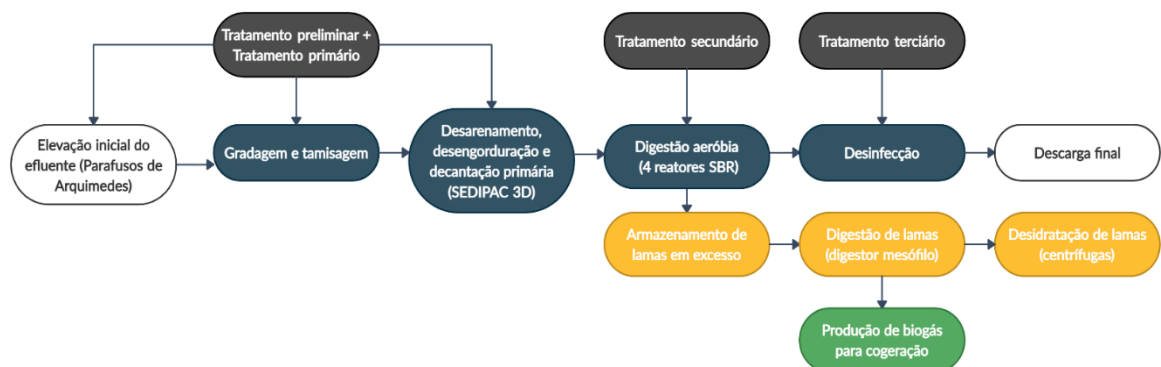 Tratamento preliminar +
Tratamento primário
Tratamento secundário
Tratamento terciário
Elevação inicial do
efluente (Parafusos de
Arquimedes)
Gradagem e tamisagem
Desarenamento,
desengorduração e
decantação primária
(SEDIPAC 3D)
Digestão aeróbia
(4 reatores SBR)
Desinfecção
Descarga final
Armazenamento de
lamas em excesso
Digestão de lamas
(digestor mesófilo)
Desidratação de lamas
(centrífugas)
Produção de biogás
para cogeração